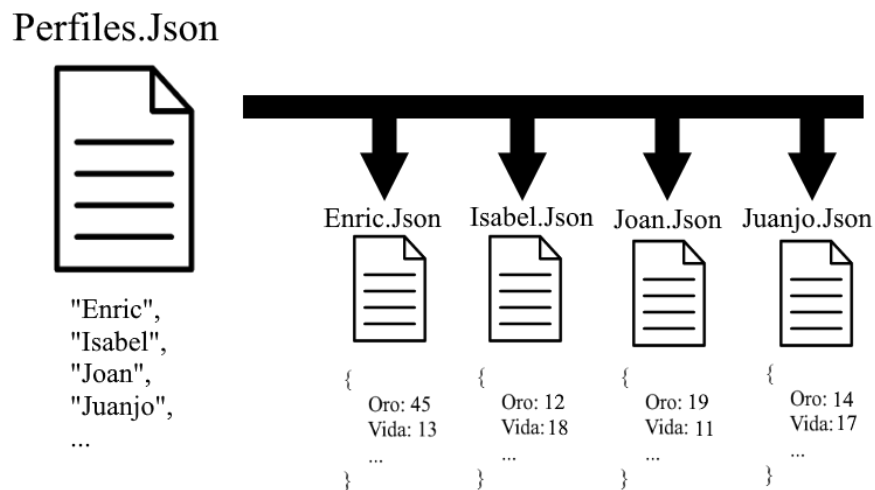 Perfiles.Json
"Enric",
"Isabel",
"Joan",
"Juanjo",
...
Enric.Json
{
Oro: 45
Vida: 13
...
}
Isabel.Json
{
Oro: 12
Vida: 18
...
}
Joan.Json
{
Oro: 19
Vida: 11
...
}
Juanjo.Json
{
Oro: 14
Vida: 17
...
}